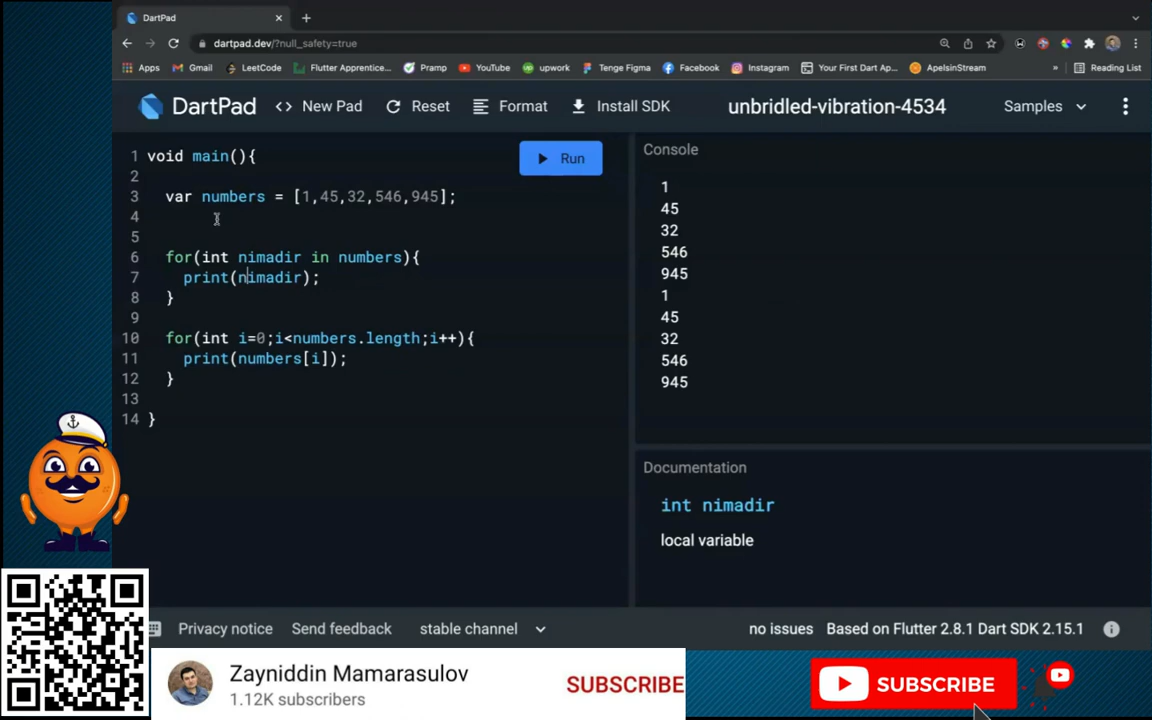 DartPad
dartpad.dev/?null_safety=true
Apps
Gmail
LeetCode
Flutter Apprentice...
Pramp
YouTube
upwork
Tenge Figma
Facebook
Instagram
Your First Dart Ap...
ApelsinStream
»
Reading List
DartPad
<> New Pad
Reset
Format
Install SDK
unbridled-vibration-4534
Samples
1 void main(){
2
3 var numbers = [1,45,32,546,945];
4
5
6 for(int nimadir in numbers){
7 print(nimadir);
8 }
9
10 for(int i=0;i<numbers.length;i++){
11 print(numbers[i]);
12 }
13
14 }
Run
Console
1
45
32
546
945
1
45
32
546
945
Documentation
int nimadir
local variable
Privacy notice
Send feedback
stable channel
no issues
Based on Flutter 2.8.1 Dart SDK 2.15.1
Zayniddin Mamarasulov
1.12K subscribers
SUBSCRIBE
SUBSCRIBE